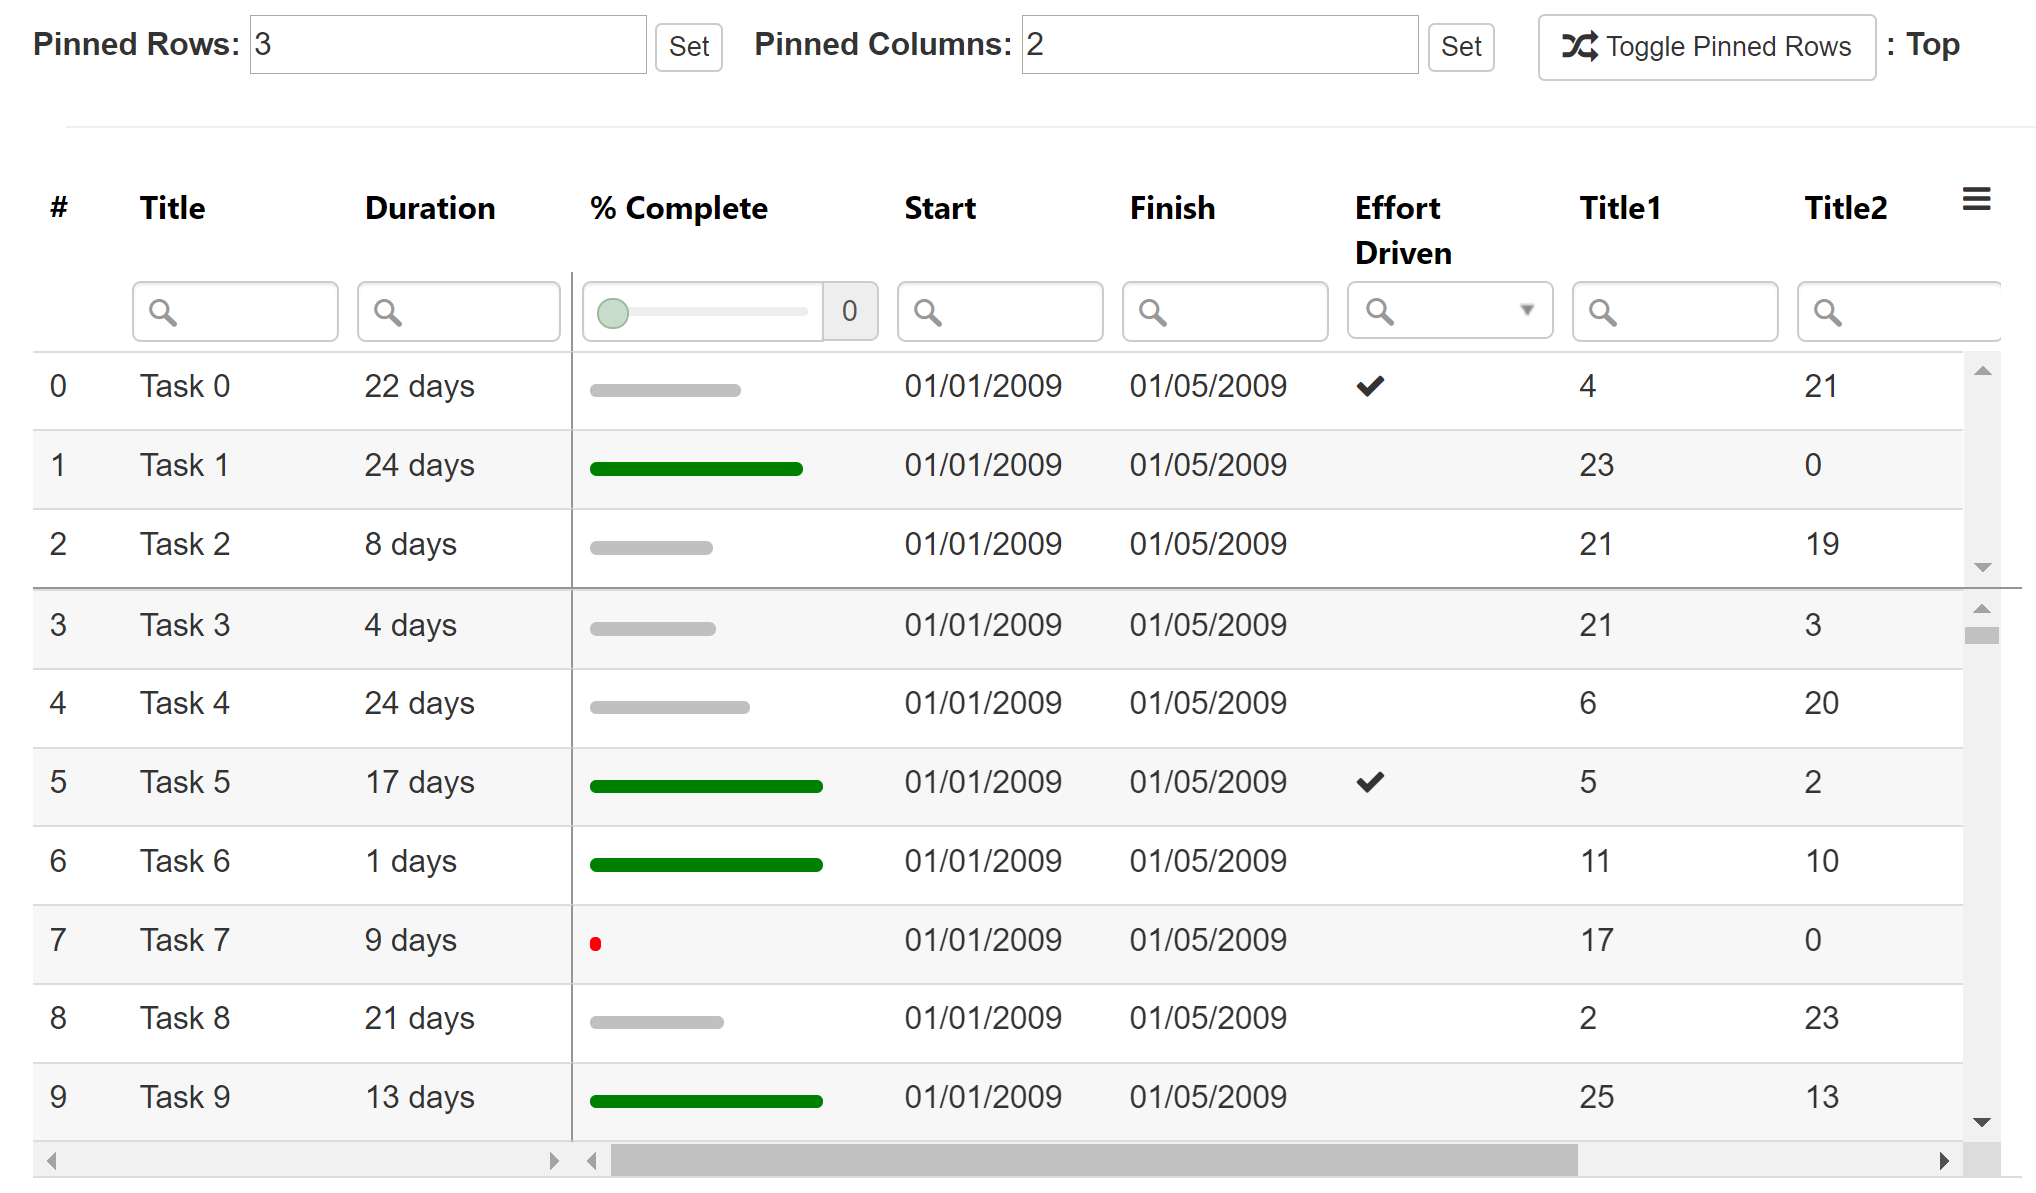 Pinned Rows: 3 Set Pinned Columns: 2 Set Toggle Pinned Rows : Top
# Title Duration % Complete Start Finish Effort Driven Title1 Title2
0
0 Task 0 22 days 01/01/2009 01/05/2009 4 21
1 Task 1 24 days 01/01/2009 01/05/2009 23 0
2 Task 2 8 days 01/01/2009 01/05/2009 21 19
3 Task 3 4 days 01/01/2009 01/05/2009 21 3
4 Task 4 24 days 01/01/2009 01/05/2009 6 20
5 Task 5 17 days 01/01/2009 01/05/2009 5 2
6 Task 6 1 days 01/01/2009 01/05/2009 11 10
7 Task 7 9 days 01/01/2009 01/05/2009 17 0
8 Task 8 21 days 01/01/2009 01/05/2009 2 23
9 Task 9 13 days 01/01/2009 01/05/2009 25 13